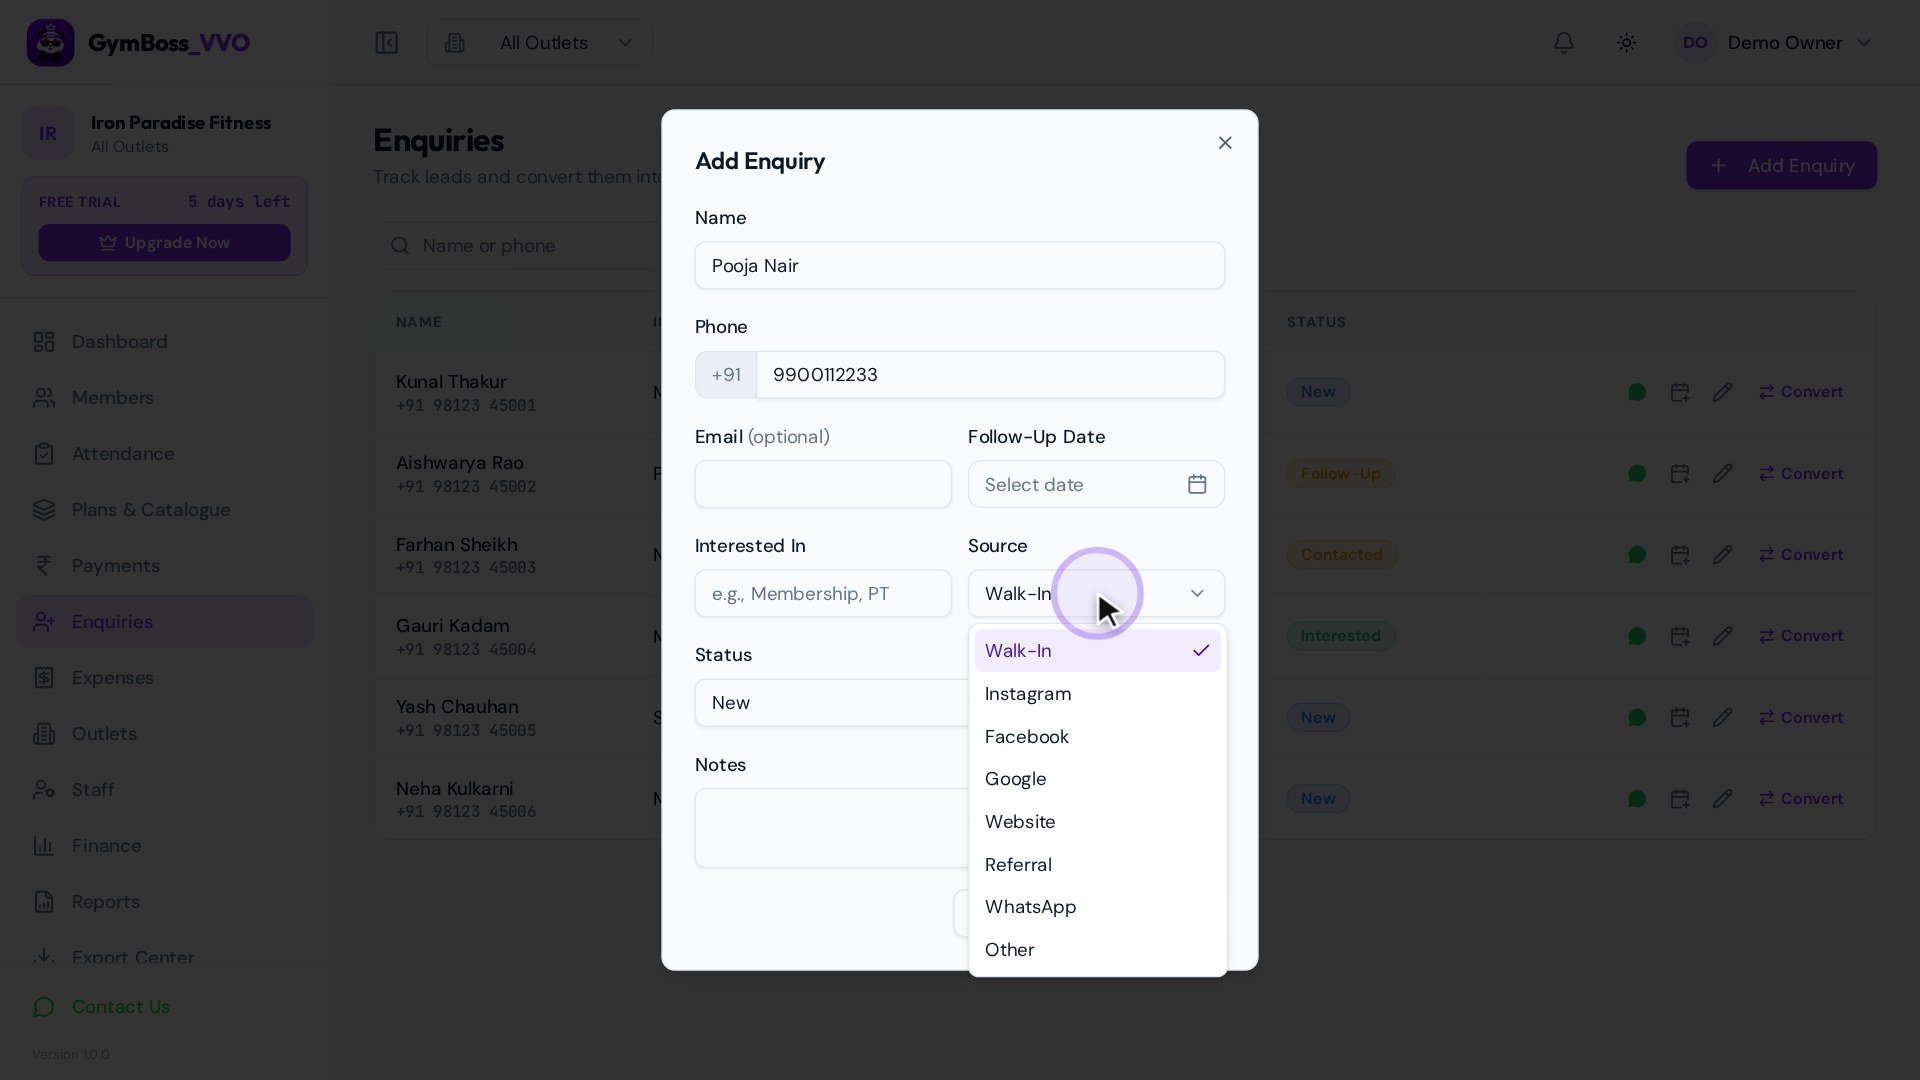 GymBoss_VVO
All Outlets
DO
Demo Owner
IR
Iron Paradise Fitness
All Outlets
FREE TRIAL
5 days left
Upgrade Now
Dashboard
Members
Attendance
Plans & Catalogue
Payments
Enquiries
Expenses
Outlets
Staff
Finance
Reports
Export Center
Contact Us
Version 1.0.0
Enquiries
Track leads and convert them into
Add Enquiry
Name or phone
NAME
STATUS
Kunal Thakur
+91 98123 45001
New
Convert
Aishwarya Rao
+91 98123 45002
Follow-Up
Convert
Farhan Sheikh
+91 98123 45003
Contacted
Convert
Gauri Kadam
+91 98123 45004
Interested
Convert
Yash Chauhan
+91 98123 45005
New
Convert
Neha Kulkarni
+91 98123 45006
New
Convert
Add Enquiry
Name
Pooja Nair
Phone
+91
9900112233
Email (optional)
Follow-Up Date
Select date
Interested In
e.g., Membership, PT
Source
Walk-In
Walk-In
Instagram
Facebook
Google
Website
Referral
WhatsApp
Other
Status
New
Notes